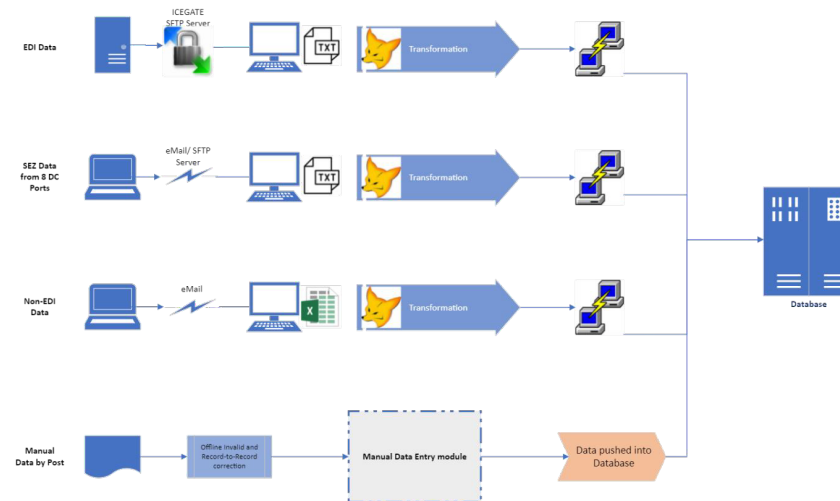 ICEGATE
SFTP Server
EDI Data
TXT
Transformation
eMail/ SFTP
Server
SEZ Data
from 8 DC
Ports
TXT
Transformation
eMail
Non-EDI
Data
X
Transformation
Database
Manual
Data by Post
Offline Invalid and
Record-to-Record
correction
Manual Data Entry module
Data pushed into
Database